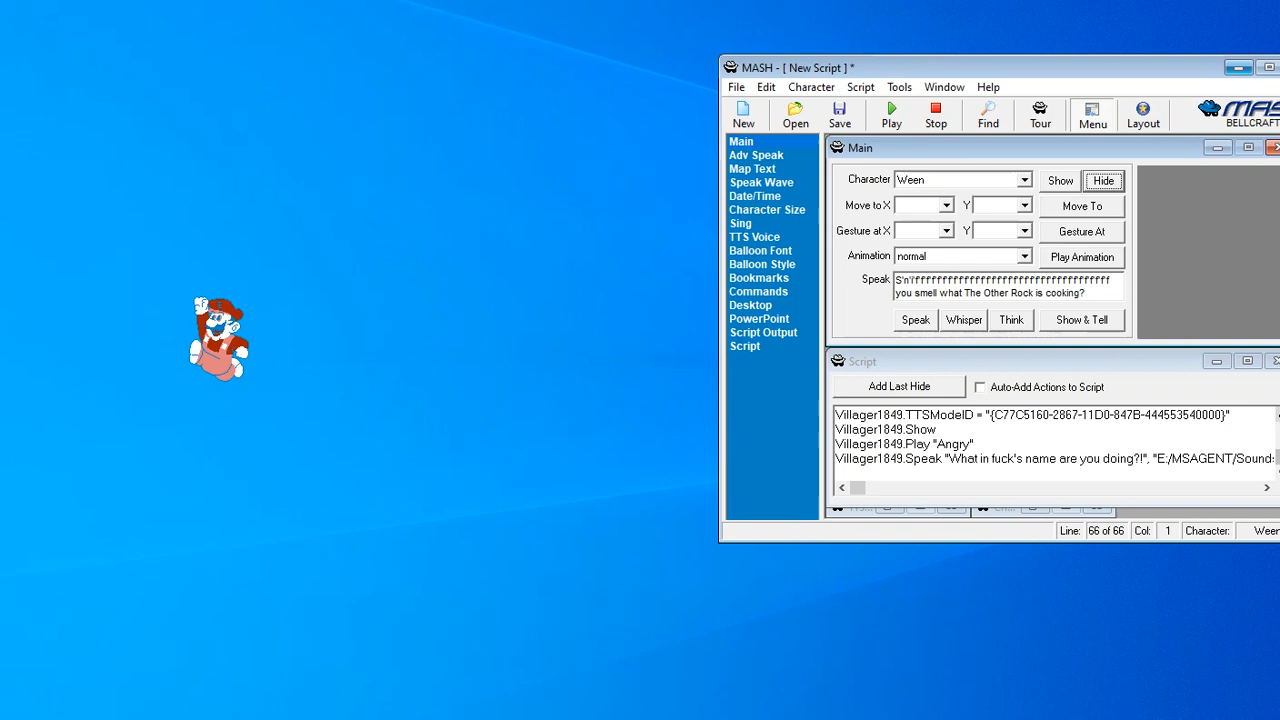 MASH - [ New Script ] *
File Edit Character Script Tools Window Help
New Open Save Play Stop Find Tour Menu Layout
BELLCRAFT
Main
Adv Speak
Map Text
Speak Wave
Date/Time
Character Size
Sing
TTS Voice
Balloon Font
Balloon Style
Bookmarks
Commands
Desktop
PowerPoint
Script Output
Script
Main
Character Ween Show Hide
Move to X Y Move To
Gesture at X Y Gesture At
Animation normal Play Animation
Speak
you smell what The Other Rock is cooking?
Speak Whisper Think Show & Tell
Script
Add Last Hide Auto-Add Actions to Script
Villager1849.TTSModeID = "{C77C5160-2867-11D0-847B-444553540000}"
Villager1849.Show
Villager1849.Play "Angry"
Villager1849.Speak "What in fuck's name are you doing?!", "E:/MSAGENT/Sound:
Line: 66 of 66 Col: 1 Character: Ween